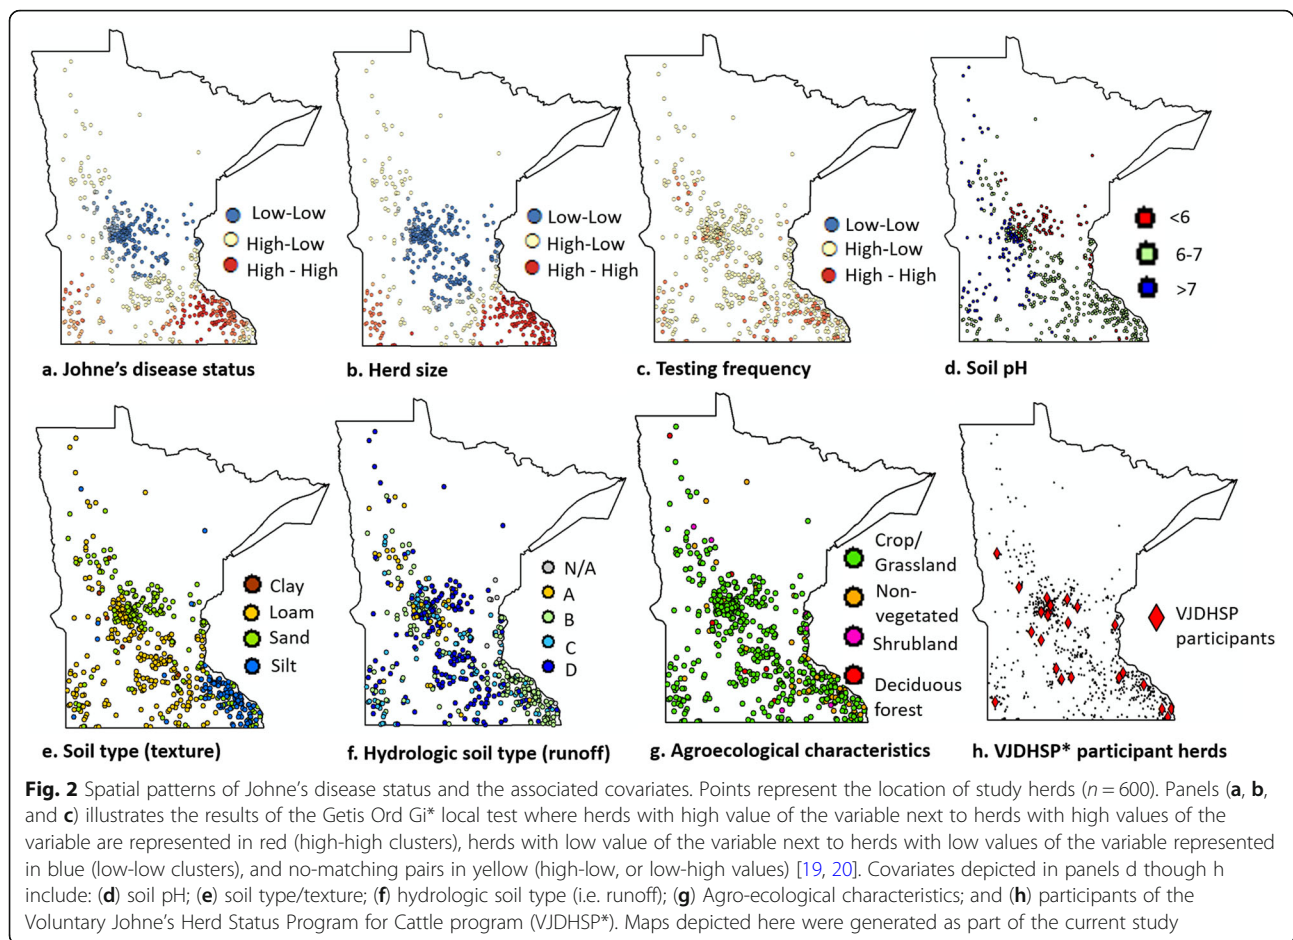 Low-Low
High-Low
High - High
a. Johne's disease status
Low-Low
High-Low
High - High
b. Herd size
Low-Low
High-Low
High - High
c. Testing frequency
<6
6-7
>7
d. Soil pH
Clay
Loam
Sand
Silt
e. Soil type (texture)
N/A
A
B
C
D
f. Hydrologic soil type (runoff)
Crop/
Grassland
Non-
vegetated
Shrubland
Deciduous
forest
g. Agroecological characteristics
VJDHSP
participants
h. VJDHSP* participant herds
Fig. 2 Spatial patterns of Johne's disease status and the associated covariates. Points represent the location of study herds (n = 600). Panels (a, b,
and c) illustrates the results of the Getis Ord Gi* local test where herds with high value of the variable next to herds with high values of the
variable are represented in red (high-high clusters), herds with low value of the variable next to herds with low values of the variable represented
in blue (low-low clusters), and no-matching pairs in yellow (high-low, or low-high values) [19, 20]. Covariates depicted in panels d though h
include: (d) soil pH; (e) soil type/texture; (f) hydrologic soil type (i.e. runoff); (g) Agro-ecological characteristics; and (h) participants of the
Voluntary Johne's Herd Status Program for Cattle program (VJDHSP*). Maps depicted here were generated as part of the current study